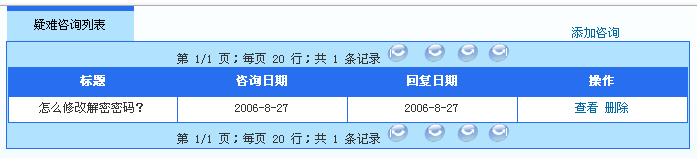 疑难咨询列表
添加咨询
第 1/1 页；每页 20 行；共 1 条记录
标题 咨询日期 回复日期 操作
怎么修改解密密码？ 2006-8-27 2006-8-27 查看 删除
第 1/1 页；每页 20 行；共 1 条记录